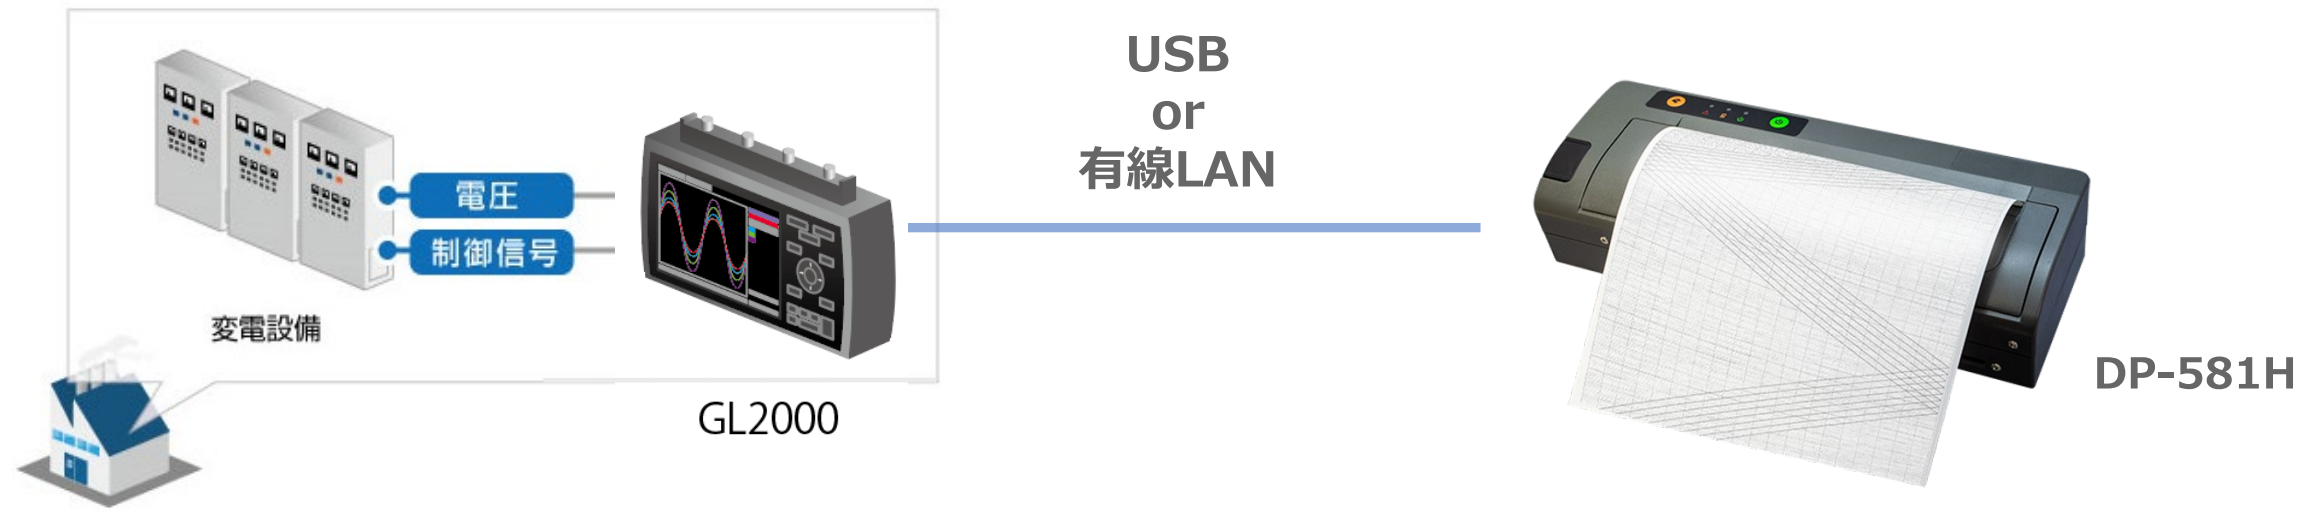 USB
or
有線LAN
電圧
制御信号
変電設備
GL2000
DP-581H